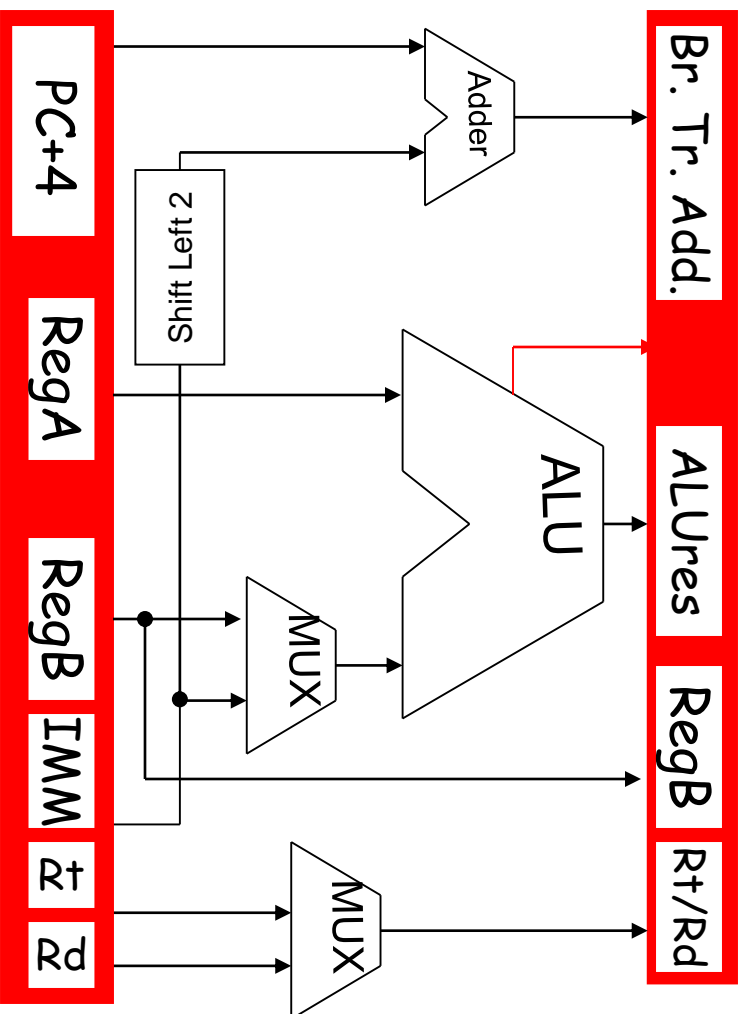 PC+4
RegA
RegB
IMM
Rt
Rd
Shift Left 2
Adder
ALU
MUX
MUX
Br. Tr. Add.
ALUres
RegB
Rt/Rd